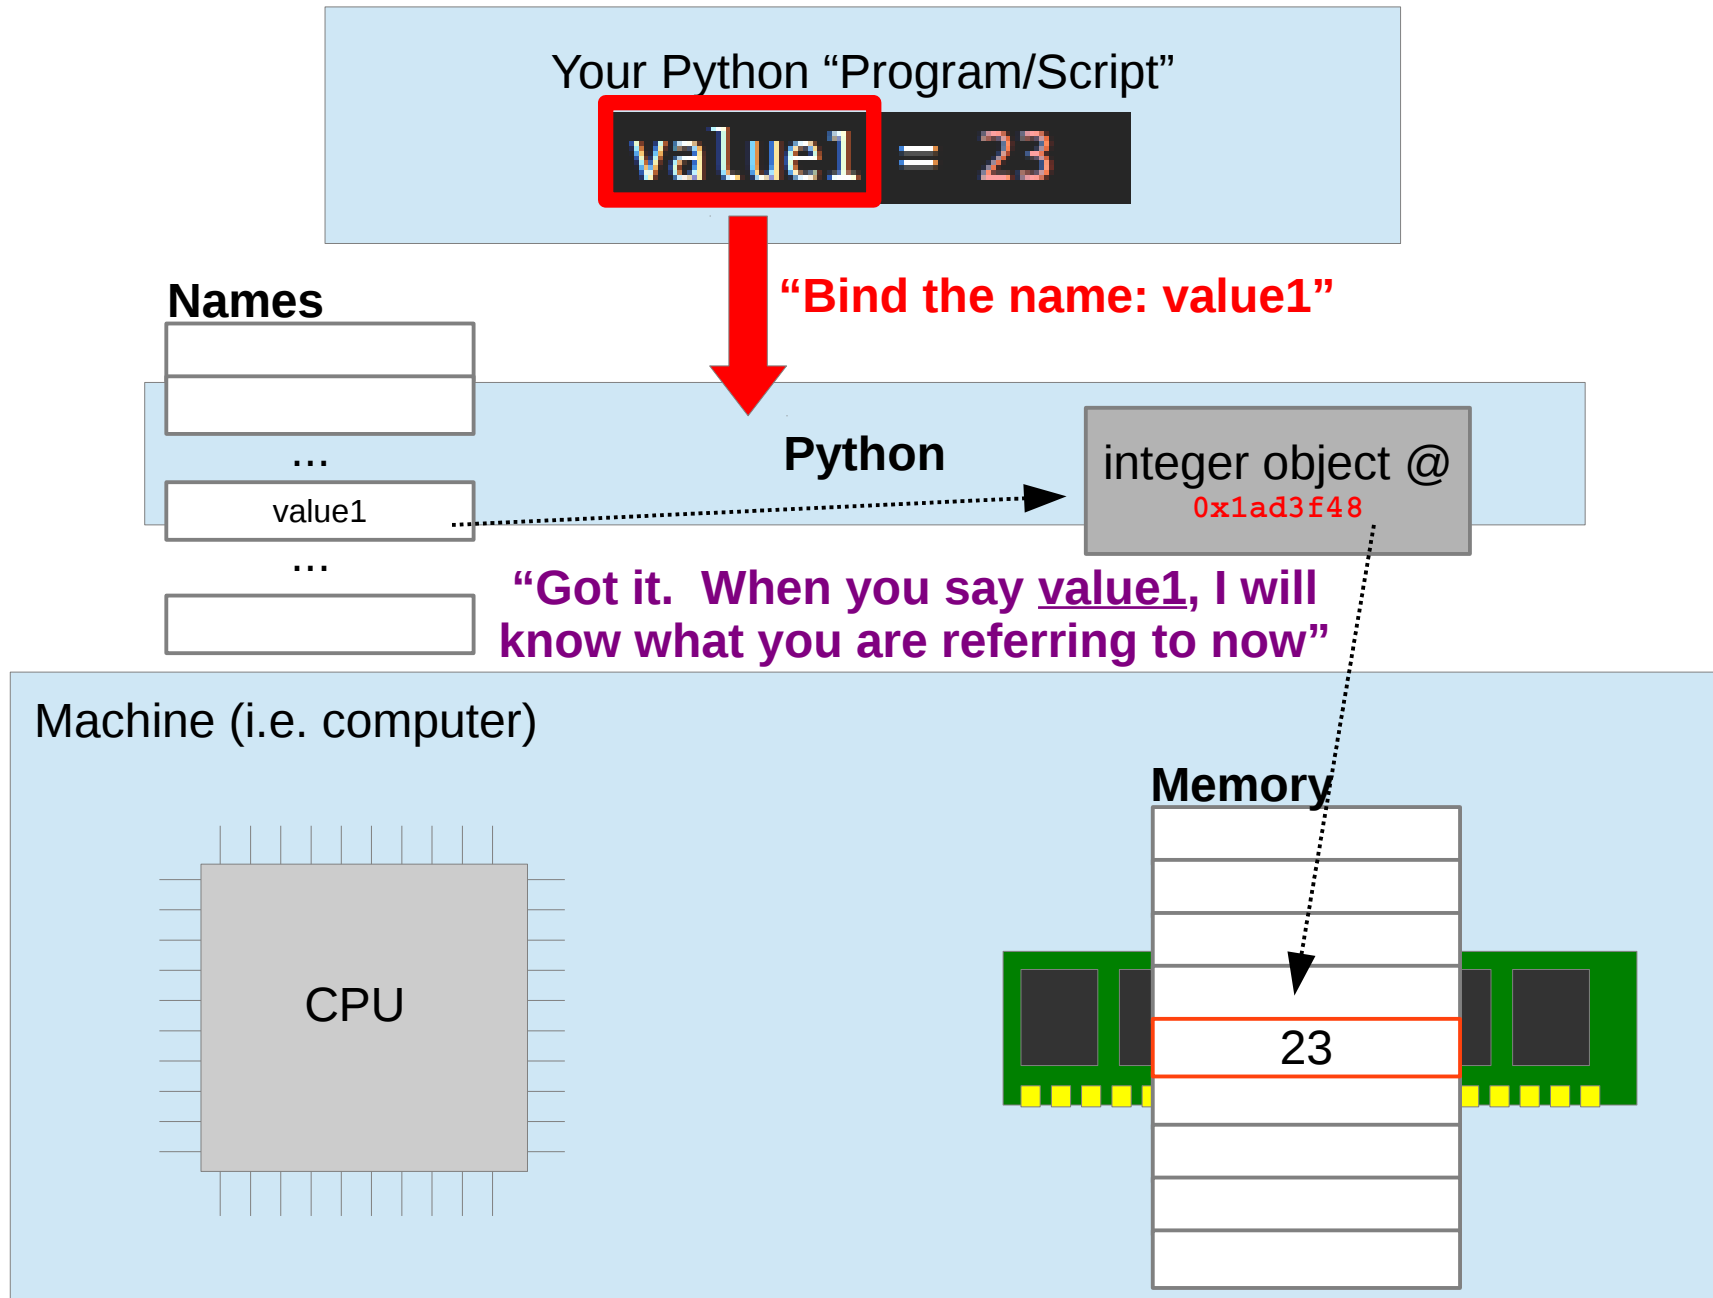 Your Python “Program/Script”
value1 = 23
“Bind the name: value1”
Names
Python
integer object @
0x1ad3f48
...
value1
...
“Got it.  When you say value1, I will
know what you are referring to now”
Machine (i.e. computer)
Memory
CPU
23